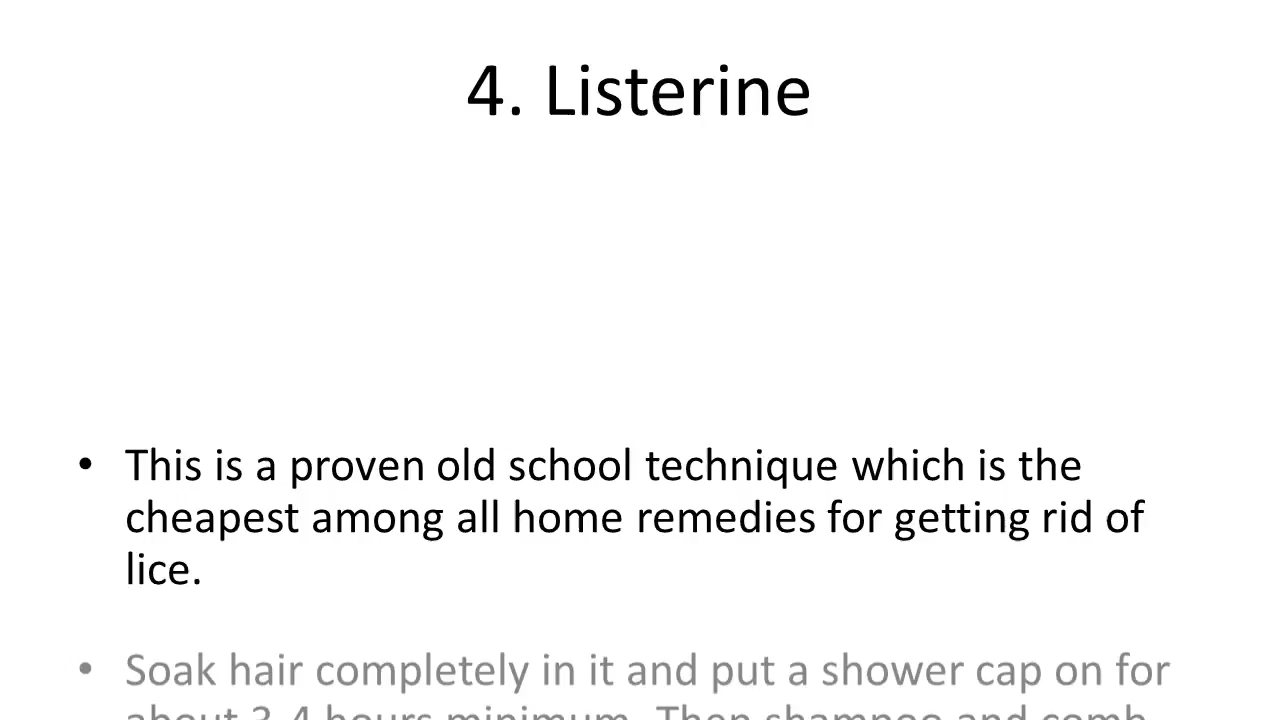 4. Listerine
• This is a proven old school technique which is the
cheapest among all home remedies for getting rid of
lice.
• Soak hair completely in it and put a shower cap on for
about 3-4 hours minimum. Then shampoo and comb